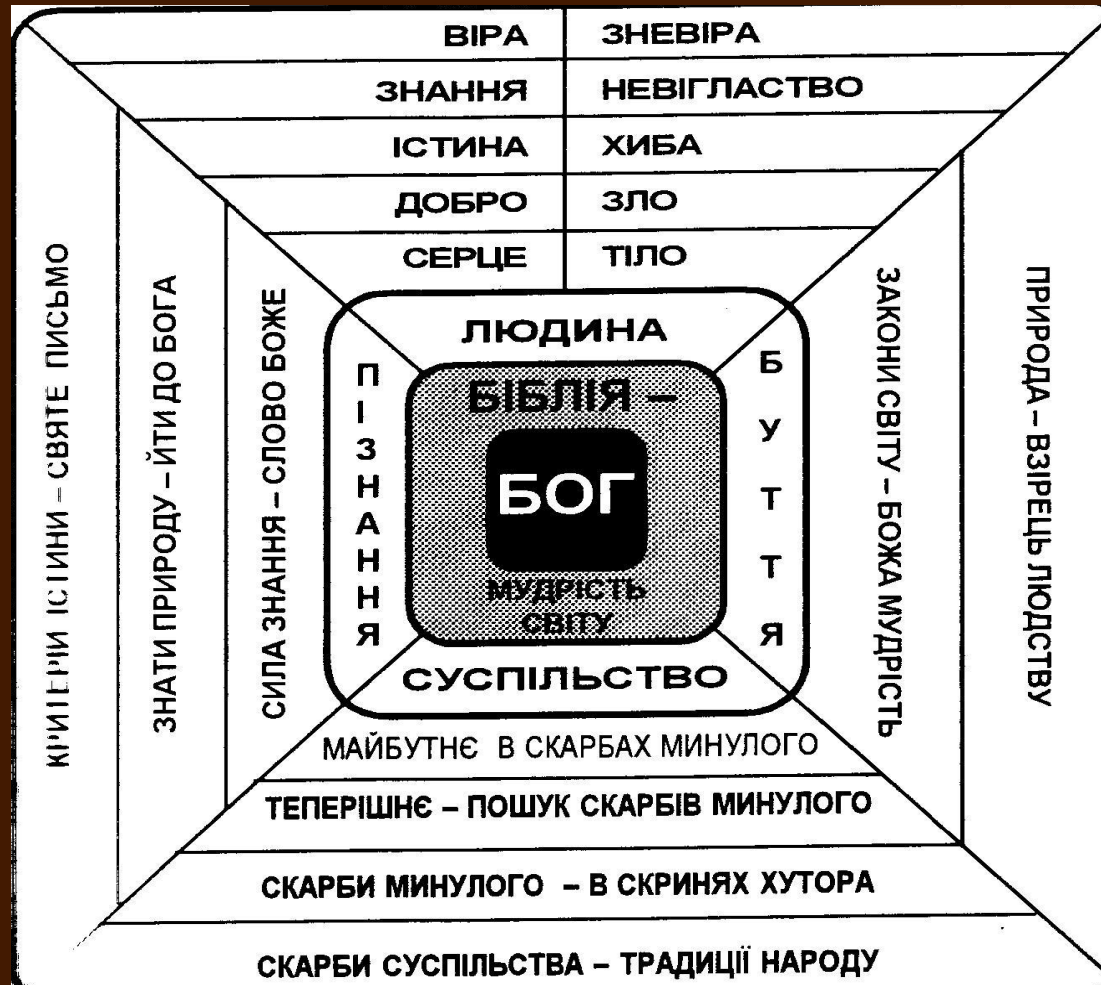 ВІРА ЗНЕВІРА
ЗНАННЯ НЕВІГЛАСТВО
ІСТИНА ХИБА
ДОБРО ЗЛО
СЕРЦЕ ТІЛО
КРИТЕРИ ІСТИНИ – СВЯТЕ ПИСЬМО
ЗНАТИ ПРИРОДУ – ЙТИ ДО БОГА
СИЛА ЗНАННЯ – СЛОВО БОЖЕ
ЛЮДИНА
ПІЗНАННЯ
БІБЛІЯ –
БОГ
МУДРІСТЬ
СВІТУ
БУТТЯ
СУСПІЛЬСТВО
ЗАКОНИ СВІТУ – БОЖА МУДРІСТЬ
ПРИРОДА – ВЗІРЕЦЬ ЛЮДСТВУ
МАЙБУТНЄ В СКАРБАХ МИНУЛОГО
ТЕПЕРІШНЄ – ПОШУК СКАРБІВ МИНУЛОГО
СКАРБИ МИНУЛОГО – В СКРИНЯХ ХУТОРА
СКАРБИ СУСПІЛЬСТВА – ТРАДИЦІЇ НАРОДУ